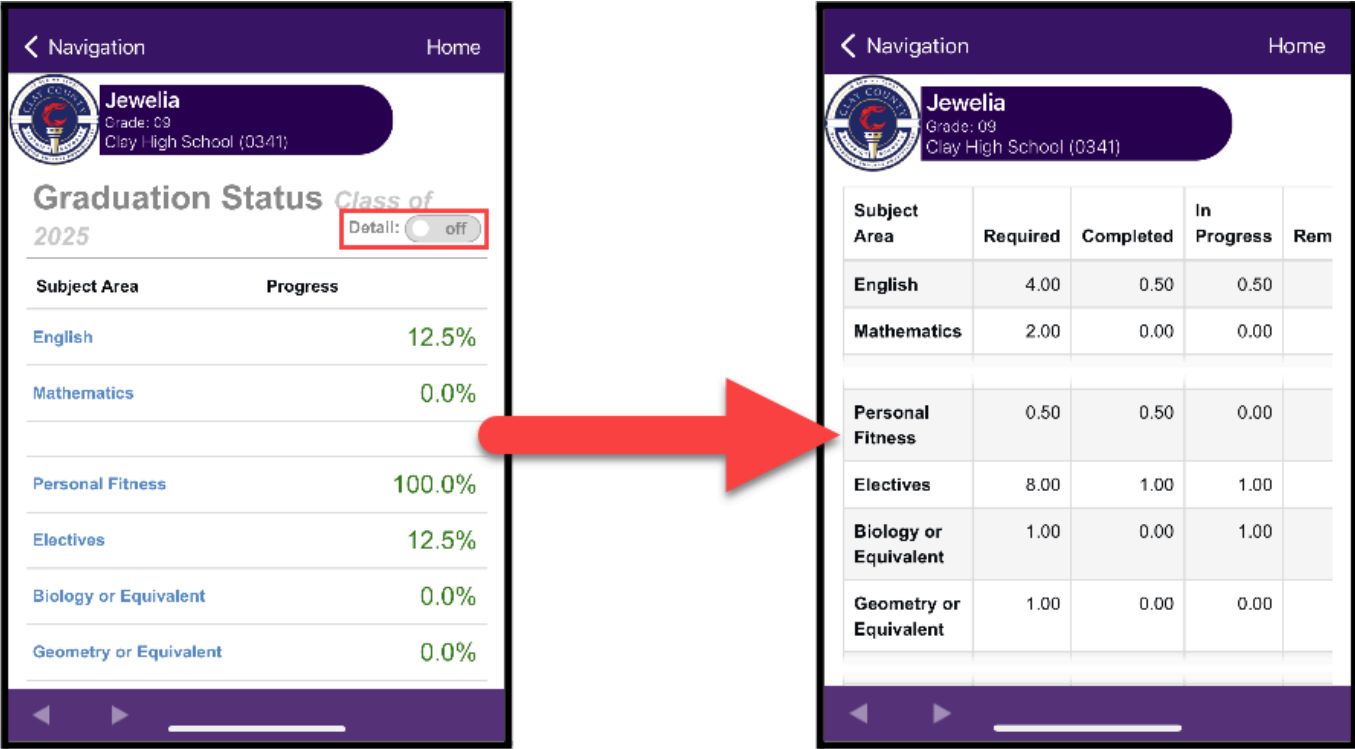 Navigation Home
Jewelia
Grade: 09
Clay High School (0341)
Graduation Status Class of
2025
Detail: off
Subject Area Progress
English 12.5%
Mathematics 0.0%
Personal Fitness 100.0%
Electives 12.5%
Biology or Equivalent 0.0%
Geometry or Equivalent 0.0%
Navigation Home
Jewelia
Grade: 09
Clay High School (0341)
Subject In
Area Required Completed Progress Rem
English 4.00 0.50 0.50
Mathematics 2.00 0.00 0.00
Personal 0.50 0.50 0.00
Fitness
Electives 8.00 1.00 1.00
Biology or 1.00 0.00 1.00
Equivalent
Geometry or 1.00 0.00 0.00
Equivalent